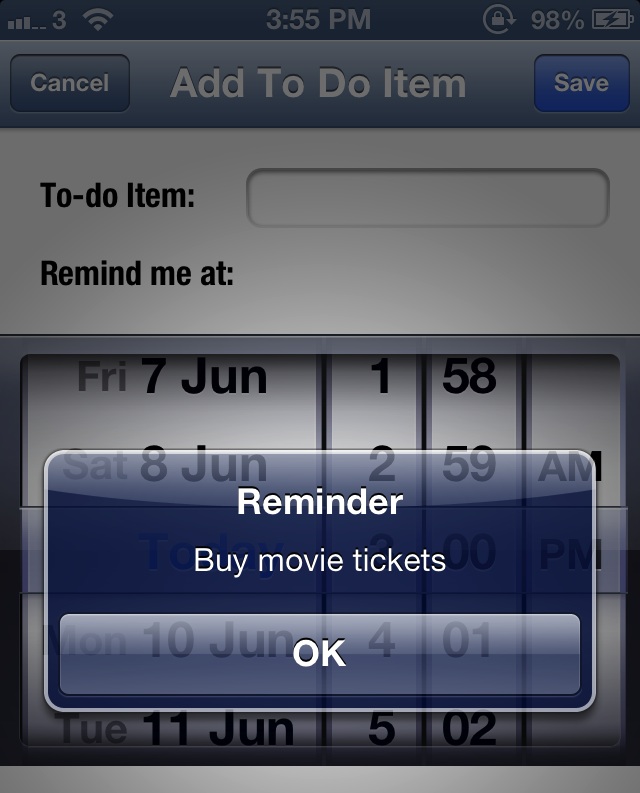 3 3:55 PM 98%
Cancel Add To Do Item Save
To-do Item:
Remind me at:
Fri 7 Jun 1 58
Sat 8 Jun 2 59 AM
Reminder
Today 3 00 PM
Buy movie tickets
Mon 10 Jun 4 01
OK
Tue 11 Jun 5 02